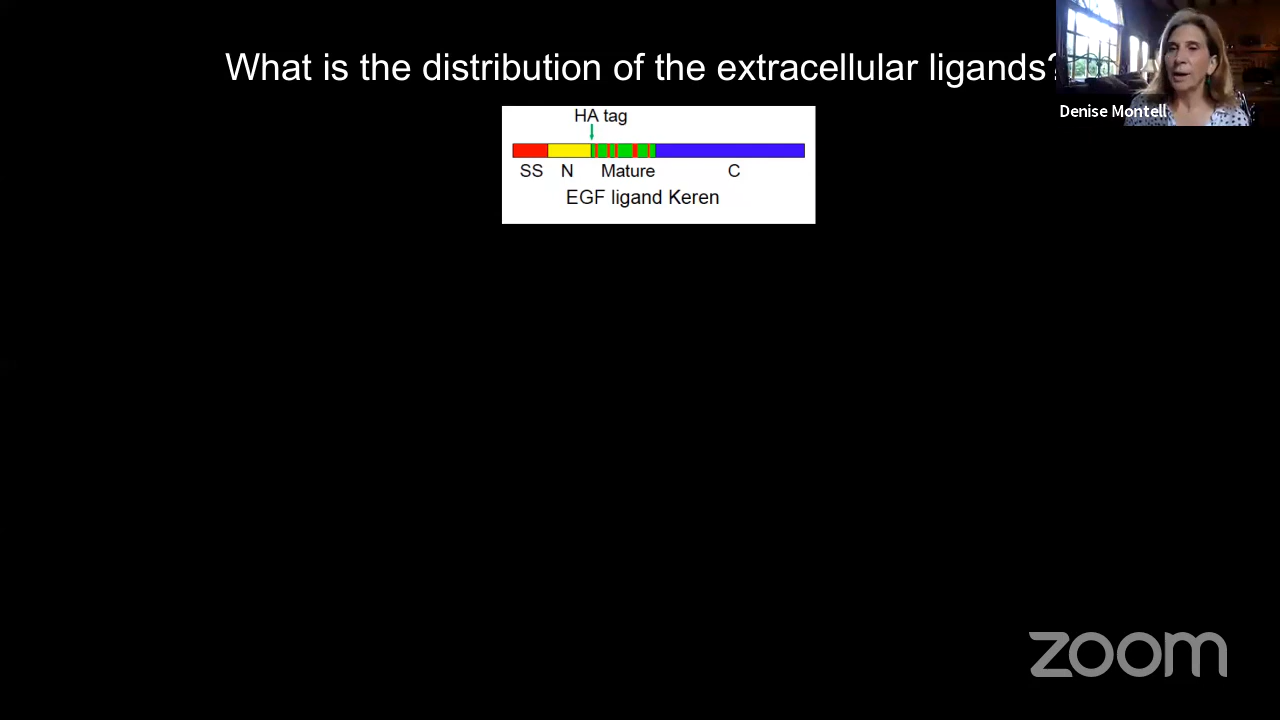 What is the distribution of the extracellular ligands?
Denise Montell
HA tag
SS N Mature C
EGF ligand Keren
zoom